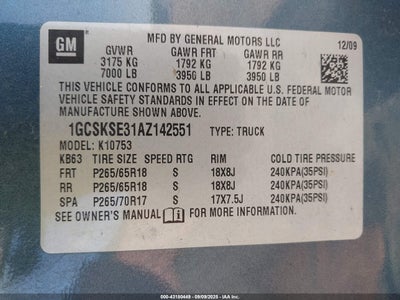 GM
MFD BY GENERAL MOTORS LLC
GVWR GAWR FRT GAWR RR 12/09
3175 KG 1792 KG 1792 KG
7000 LB 3950 LB 3950 LB
THIS VEHICLE CONFORMS TO ALL APPLICABLE U.S. FEDERAL MOTOR
VEHICLE SAFETY STANDARDS IN EFFECT ON THE DATE OF
MANUFACTURE SHOWN ABOVE.
1GCSKSE31AZ142551 TYPE: TRUCK
MODEL: K10753
KB63 TIRE SIZE SPEED RTG RIM COLD TIRE PRESSURE
FRT P265/65R18 S 18X8J 240KPA(35PSI)
RR P265/65R18 S 18X8J 240KPA(35PSI)
SPA P265/70R17 S 17X7.5J 240KPA(35PSI)
SEE OWNER'S MANUAL FOR MORE INFORMATION.
000-43180449 - 09/09/2025 - IAAI.COM